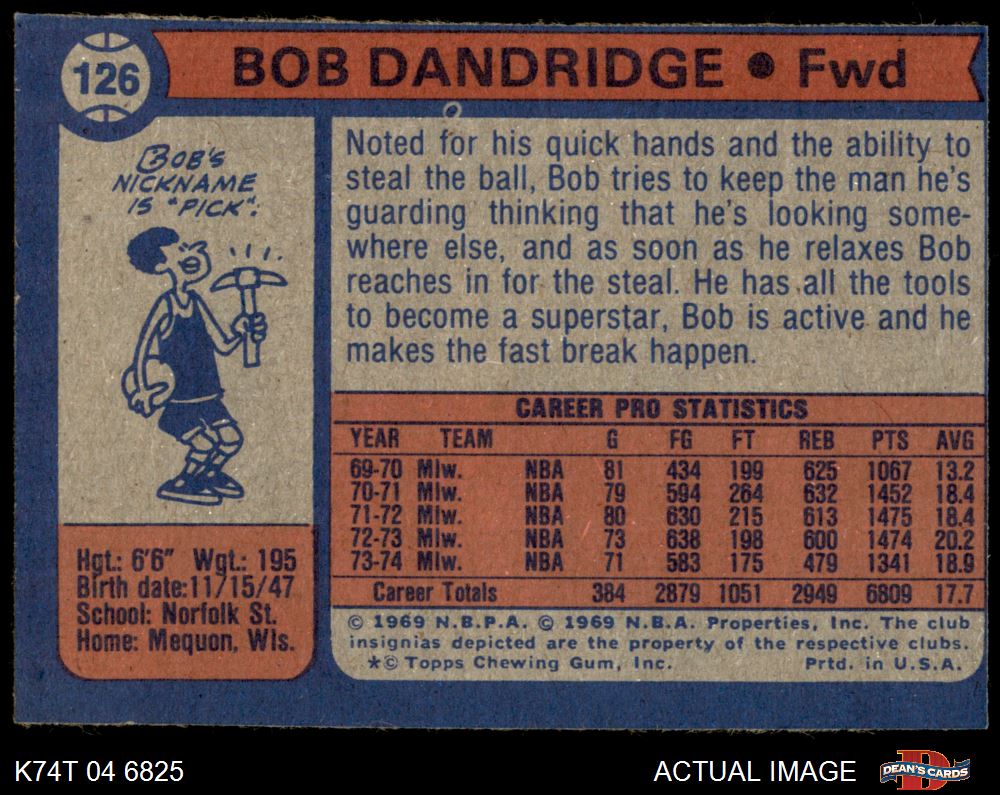 126
BOB DANDRIDGE • Fwd
BOB'S
NICKNAME
IS "PICK".
Noted for his quick hands and the ability to
steal the ball, Bob tries to keep the man he's
guarding thinking that he's looking some-
where else, and as soon as he relaxes Bob
reaches in for the steal. He has all the tools
to become a superstar, Bob is active and he
makes the fast break happen.
CAREER PRO STATISTICS
YEAR TEAM G FG FT REB PTS AVG
69-70 Mlw. NBA 81 434 199 625 1067 13.2
70-71 Mlw. NBA 79 594 264 632 1452 18.4
71-72 Mlw. NBA 80 630 215 613 1475 18.4
72-73 Mlw. NBA 73 638 198 600 1474 20.2
73-74 Mlw. NBA 71 583 175 479 1341 18.9
Career Totals 384 2879 1051 2949 6809 17.7
Hgt.: 6'6" Wgt.: 195
Birth date:11/15/47
School: Norfolk St.
Home: Mequon, Wis.
© 1969 N.B.P.A. © 1969 N.B.A. Properties, Inc. The club
insignias depicted are the property of the respective clubs.
*© Topps Chewing Gum, Inc. Prtd. in U.S.A.
K74T 04 6825
ACTUAL IMAGE
D
DEAN'S CARDS